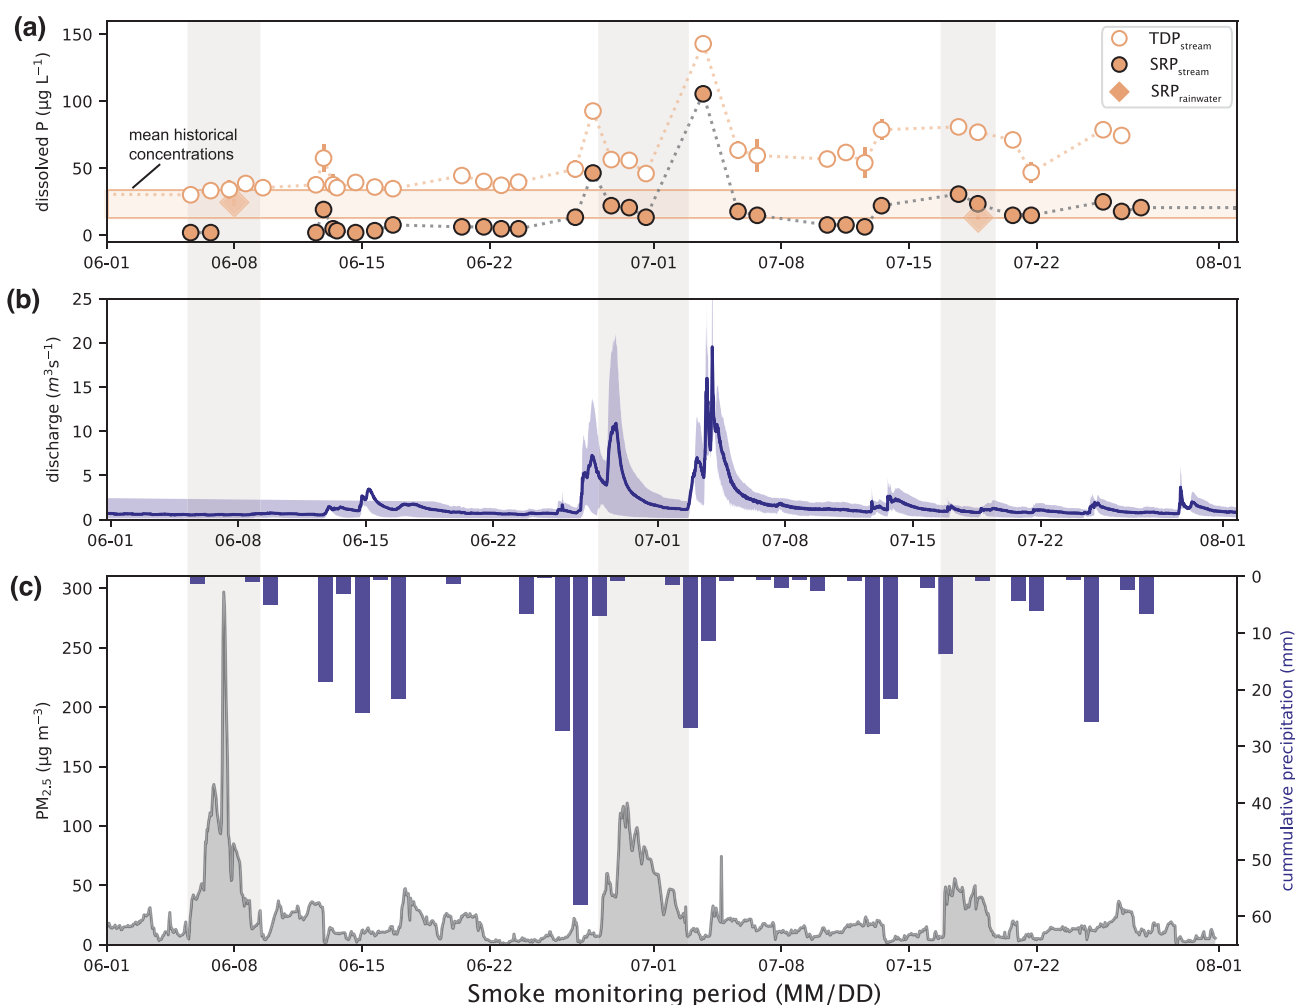 (a)
dissolved P (µg L⁻¹)
150
100
50
0
mean historical
concentrations
TDPstream
SRPstream
SRPrainwater
06-01 06-08 06-15 06-22 07-01 07-08 07-15 07-22 08-01
(b)
discharge (m³s⁻¹)
25
20
15
10
5
0
06-01 06-08 06-15 06-22 07-01 07-08 07-15 07-22 08-01
(c)
PM2.5 (µg m⁻³)
300
250
200
150
100
50
0
0
10
20
30
40
50
60
cummulative precipitation (mm)
06-01 06-08 06-15 06-22 07-01 07-08 07-15 07-22 08-01
Smoke monitoring period (MM/DD)